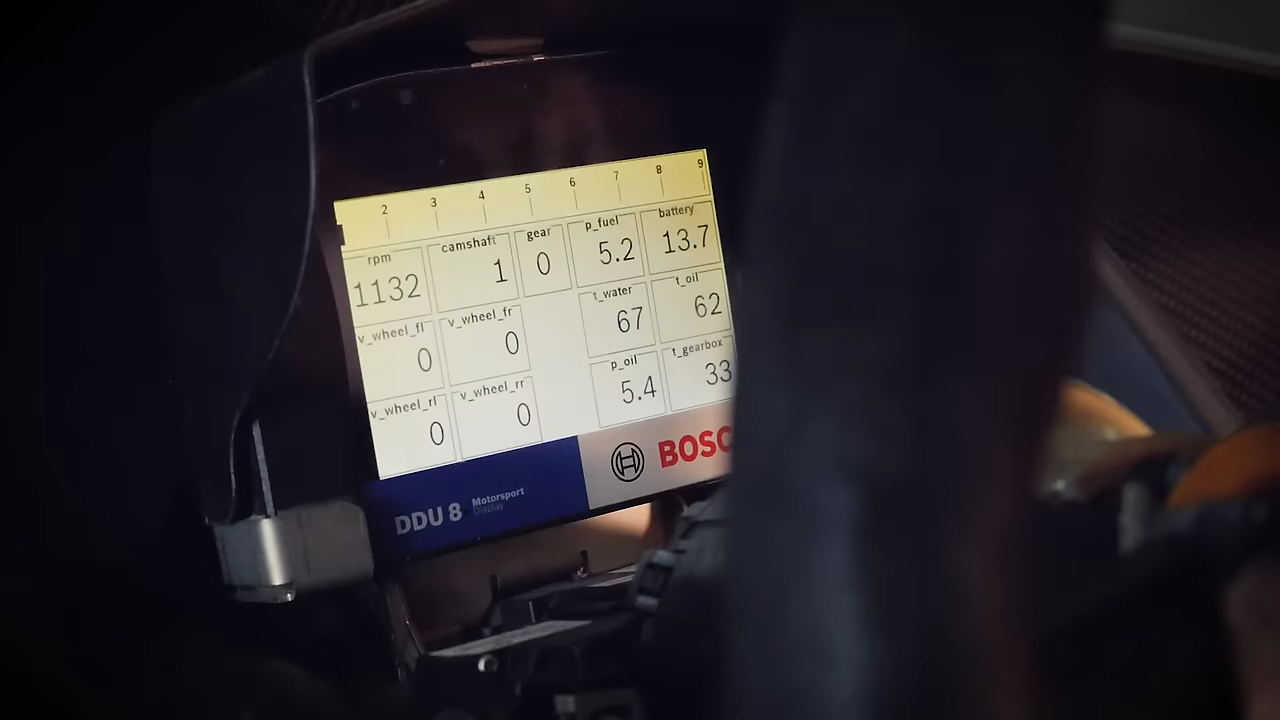 2 3 4 5 6 7 8 9
rpm camshaft gear p_fuel battery
1132 1 0 5.2 13.7
v_wheel_fl v_wheel_fr t_water t_oil
0 0 67 62
v_wheel_rl v_wheel_rr p_oil t_gearbox
0 0 5.4 33
DDU 8 Motorsport BOSC
Display